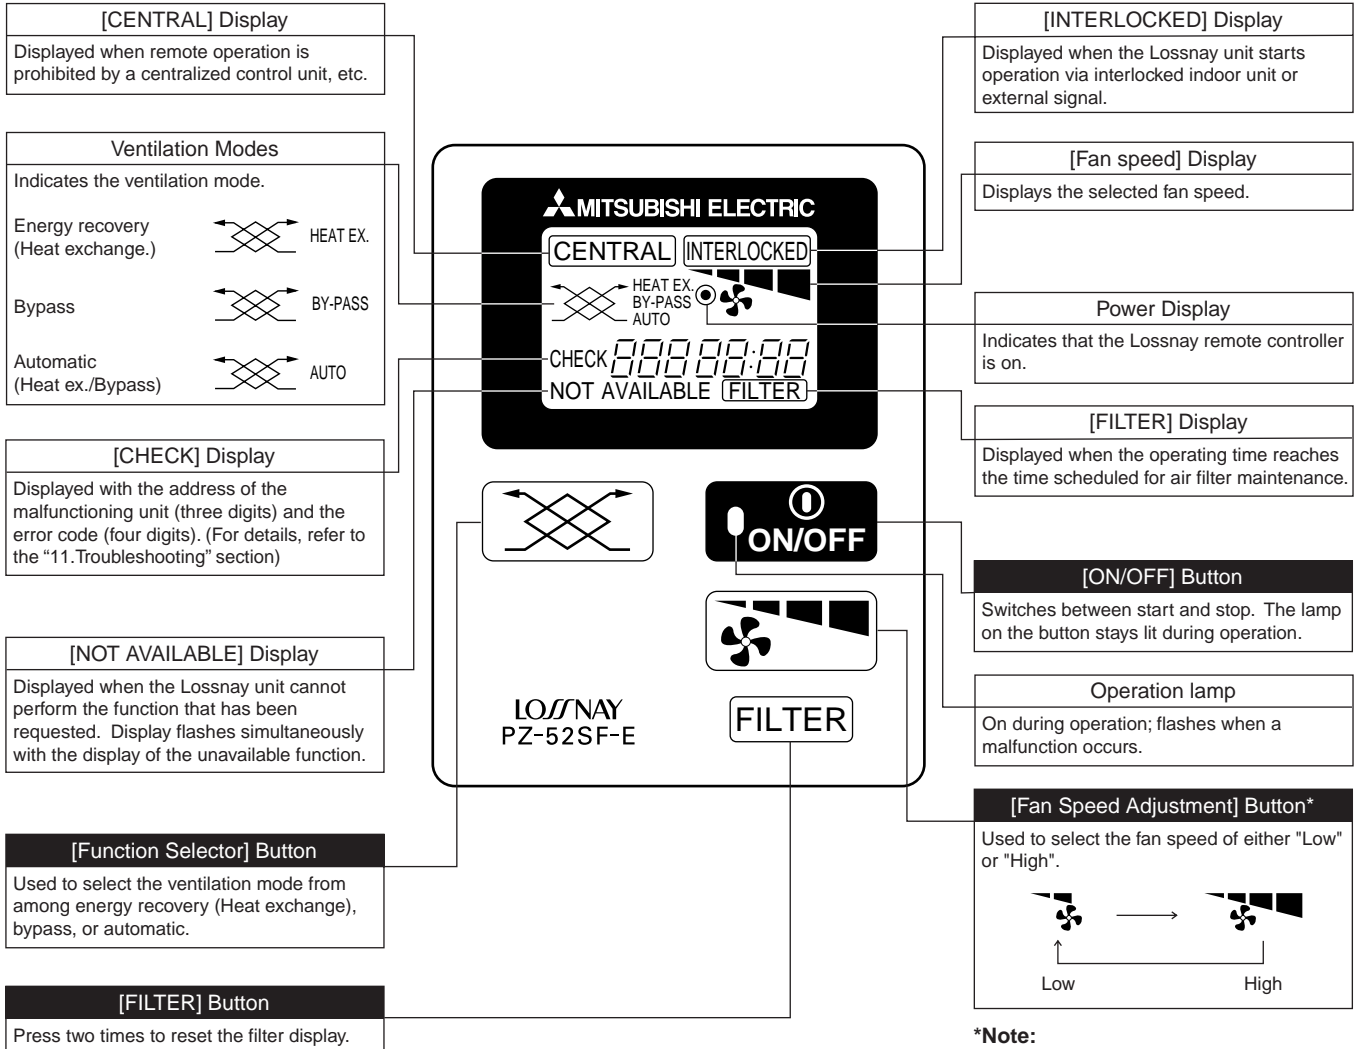 [CENTRAL] Display
Displayed when remote operation is
prohibited by a centralized control unit, etc.
Ventilation Modes
Indicates the ventilation mode.
Energy recovery
(Heat exchange.)
HEAT EX.
Bypass
BY-PASS
Automatic
(Heat ex./Bypass)
AUTO
[CHECK] Display
Displayed with the address of the
malfunctioning unit (three digits) and the
error code (four digits). (For details, refer to
the “11.Troubleshooting” section)
[NOT AVAILABLE] Display
Displayed when the Lossnay unit cannot
perform the function that has been
requested. Display flashes simultaneously
with the display of the unavailable function.
[Function Selector] Button
Used to select the ventilation mode from
among energy recovery (Heat exchange),
bypass, or automatic.
[FILTER] Button
Press two times to reset the filter display.
MITSUBISHI ELECTRIC
CENTRAL INTERLOCKED
HEAT EX.
BY-PASS
AUTO
CHECK 888 88:88
NOT AVAILABLE FILTER
ON/OFF
LOSSNAY
PZ-52SF-E
FILTER
[INTERLOCKED] Display
Displayed when the Lossnay unit starts
operation via interlocked indoor unit or
external signal.
[Fan speed] Display
Displays the selected fan speed.
Power Display
Indicates that the Lossnay remote controller
is on.
[FILTER] Display
Displayed when the operating time reaches
the time scheduled for air filter maintenance.
[ON/OFF] Button
Switches between start and stop. The lamp
on the button stays lit during operation.
Operation lamp
On during operation; flashes when a
malfunction occurs.
[Fan Speed Adjustment] Button*
Used to select the fan speed of either "Low"
or "High".
Low High
*Note: